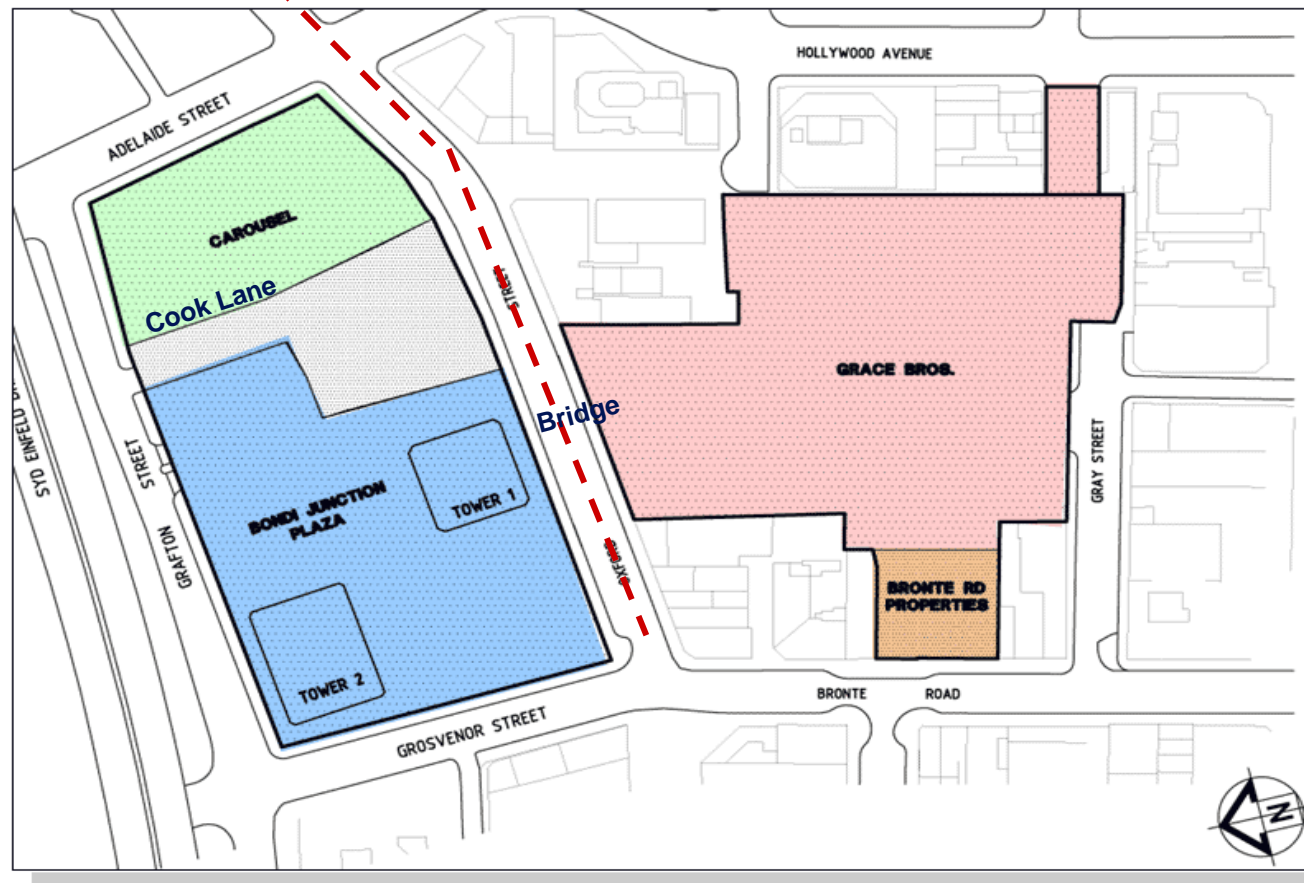 HOLLYWOOD AVENUE
ADELAIDE STREET
CAROUSEL
Cook Lane
STREET
GRACE BROS.
Bridge
SYD EINFELD
STREET
GRAFTON
BONDI JUNCTION
PLAZA
TOWER 1
GRAY STREET
OXFORD
BRONTE RD
PROPERTIES
TOWER 2
BRONTE ROAD
GROSVENOR STREET
N